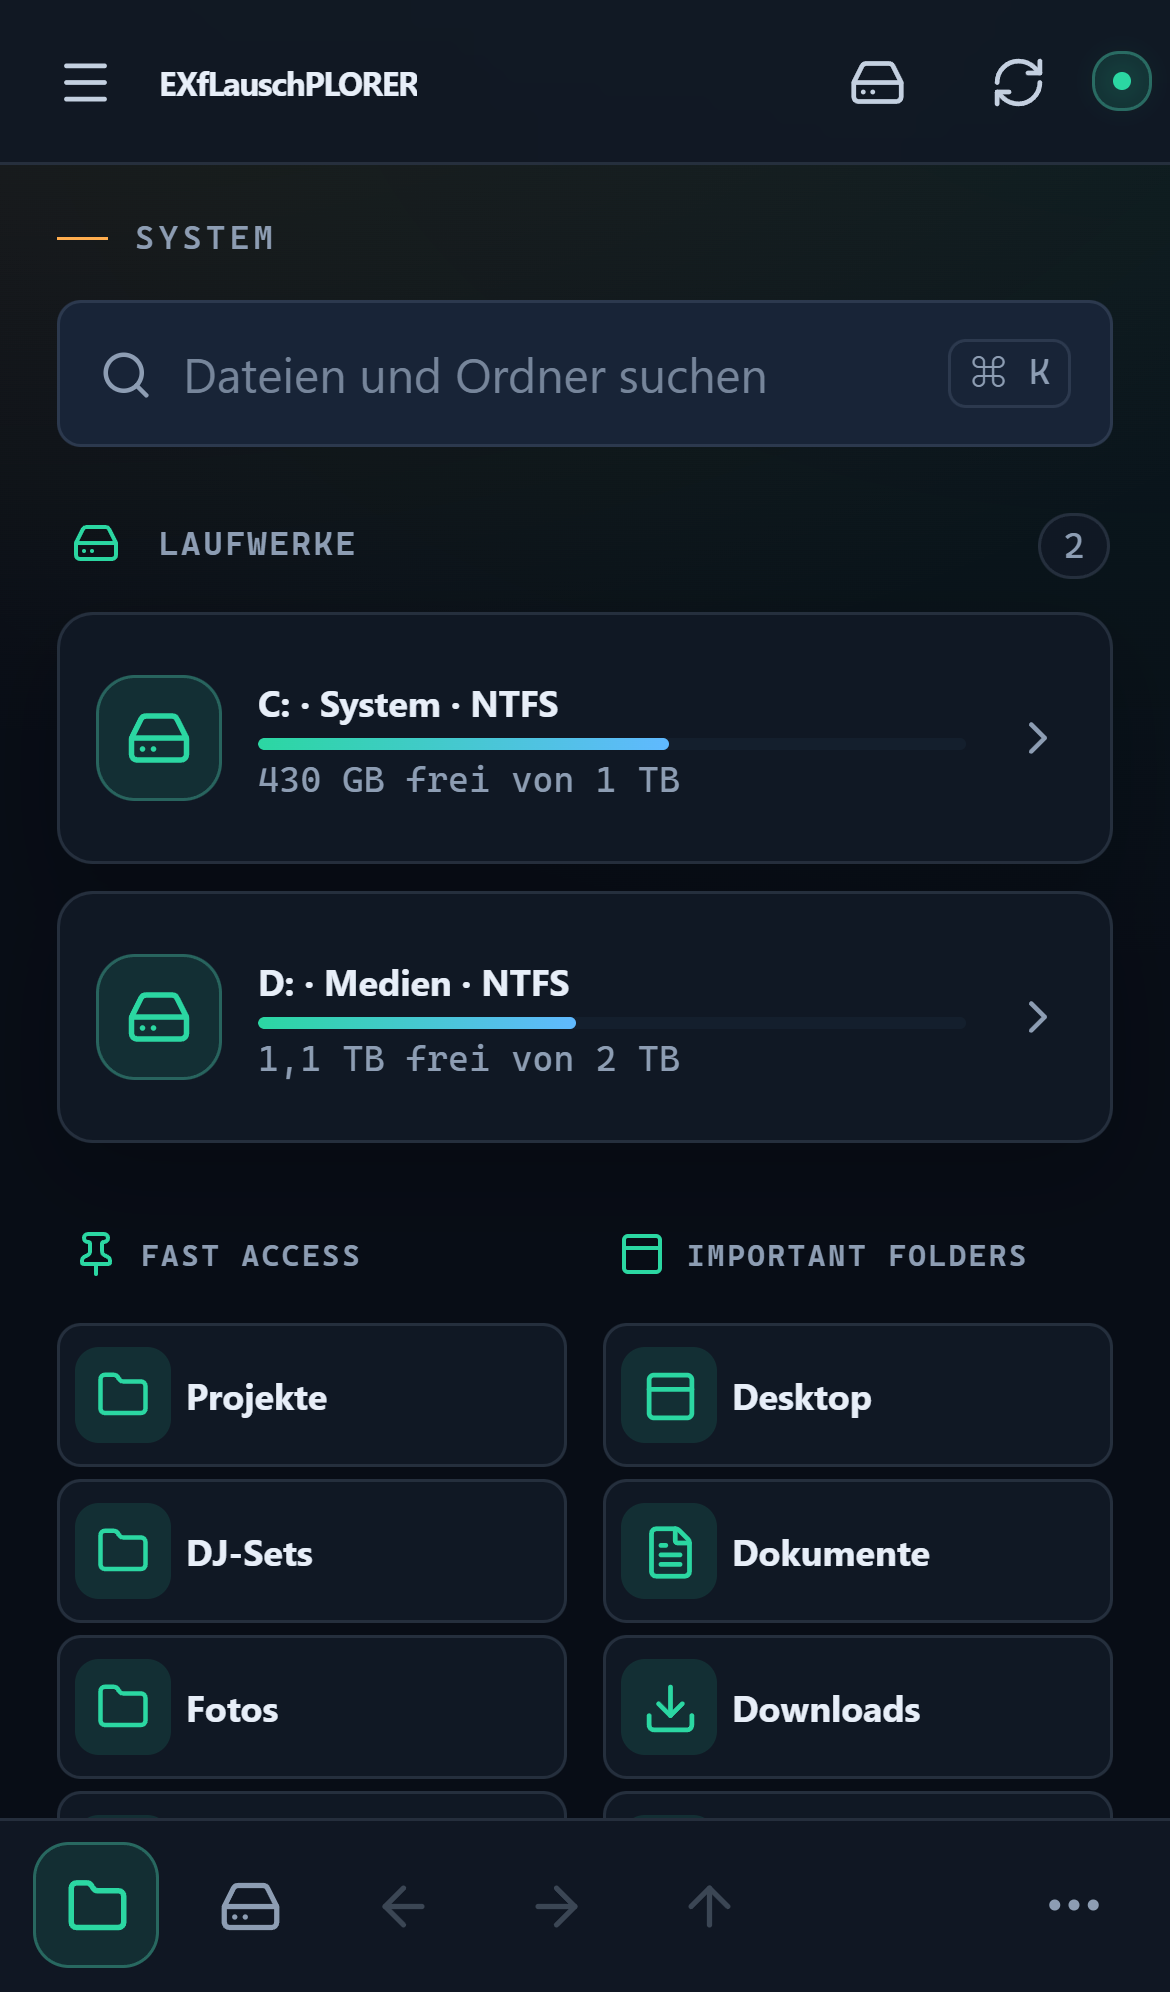 EXfLauschPLORER
SYSTEM
Dateien und Ordner suchen
⌘ K
LAUFWERKE
2
C: · System · NTFS
430 GB frei von 1 TB
D: · Medien · NTFS
1,1 TB frei von 2 TB
FAST ACCESS
IMPORTANT FOLDERS
Projekte
Desktop
DJ-Sets
Dokumente
Fotos
Downloads